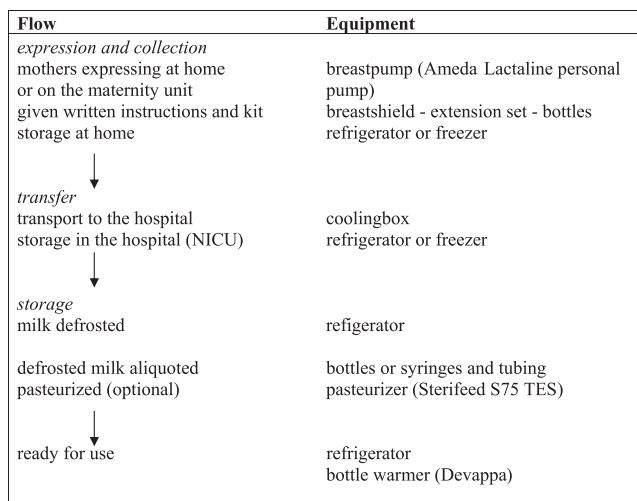 Flow Equipment
expression and collection
mothers expressing at home breastpump (Ameda Lactaline personal
or on the maternity unit pump)
given written instructions and kit breastshield - extension set - bottles
storage at home refrigerator or freezer
transfer
transport to the hospital coolingbox
storage in the hospital (NICU) refrigerator or freezer
storage
milk defrosted refigerator
defrosted milk aliquoted bottles or syringes and tubing
pasteurized (optional) pasteurizer (Sterifeed S75 TES)
ready for use refrigerator
bottle warmer (Devappa)